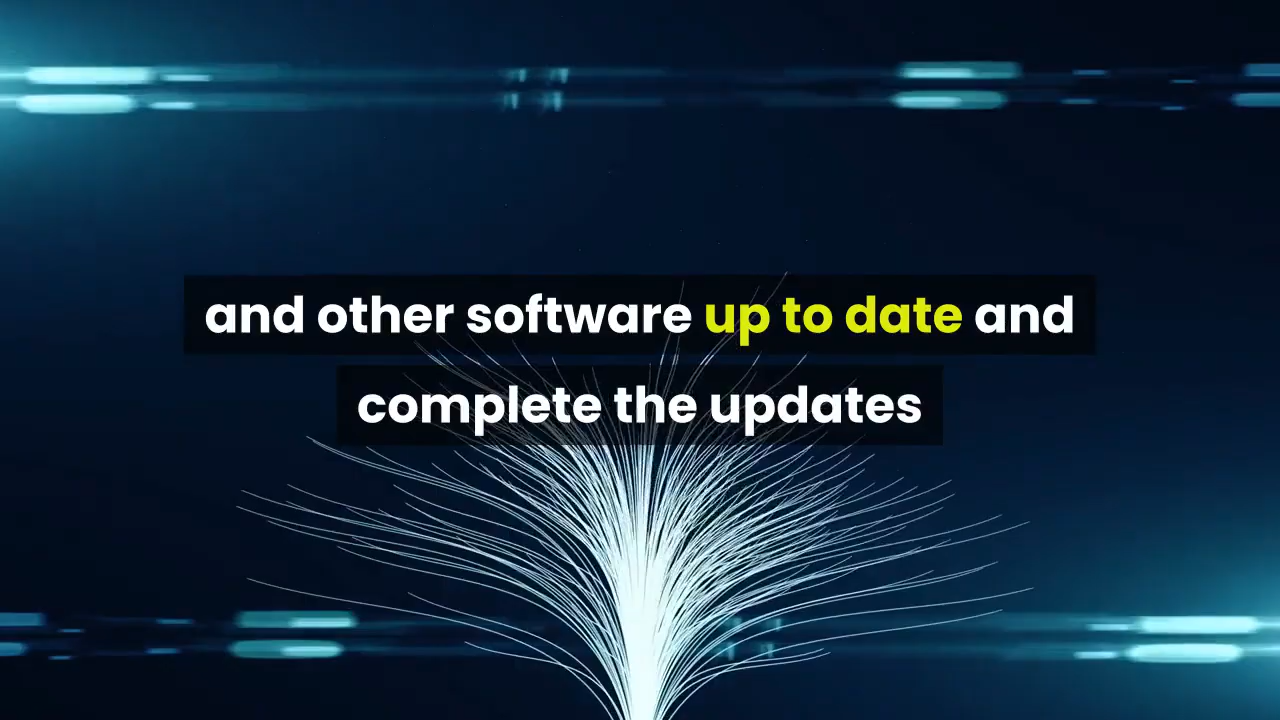 and other software up to date and
complete the updates